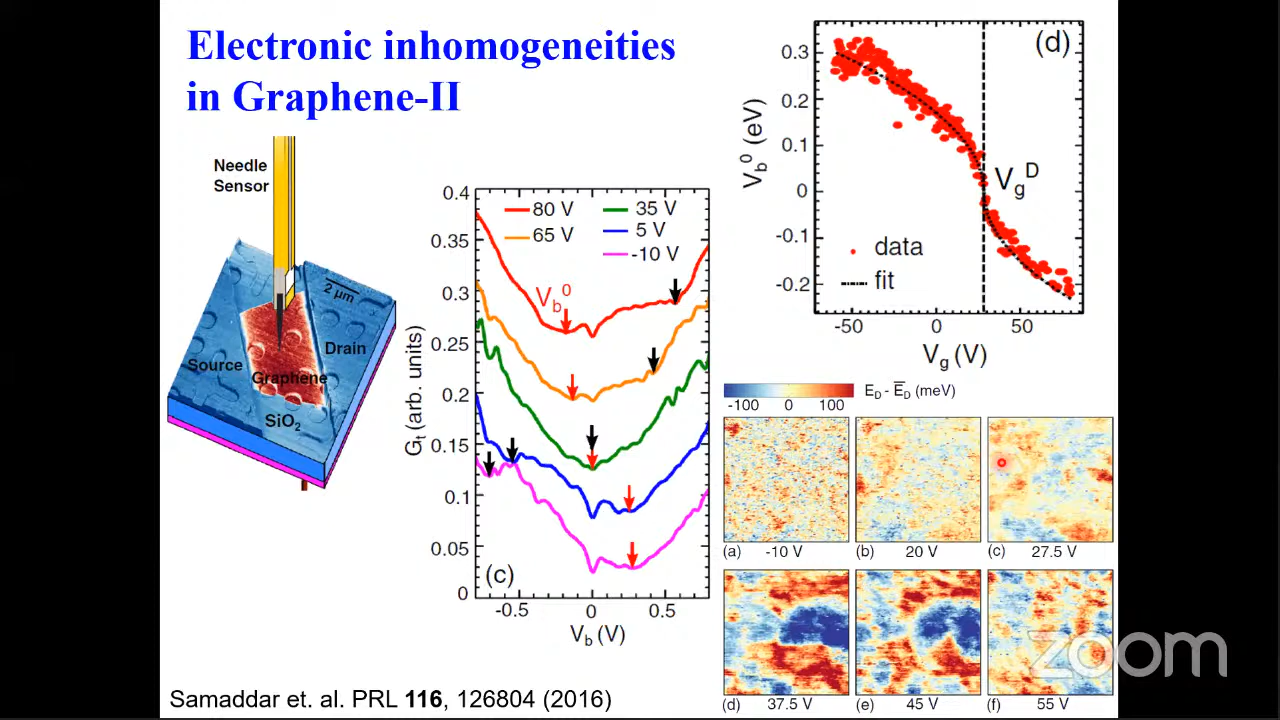 Electronic inhomogeneities
in Graphene-II
Needle
Sensor
2 μm
Drain
Source
Graphene
SiO2
0.4
0.35
0.3
0.25
0.2
0.15
0.1
0.05
0
Gt (arb. units)
80 V
65 V
35 V
5 V
-10 V
Vb0
(c)
-0.5
0
0.5
Vb (V)
(d)
0.3
0.2
0.1
0
-0.1
-0.2
Vb0 (eV)
VgD
data
fit
-50
0
50
Vg (V)
-100
0
100
ED - ED (meV)
(a)
-10 V
(b)
20 V
(c)
27.5 V
(d)
37.5 V
(e)
45 V
(f)
55 V
zoom
Samaddar et. al. PRL 116, 126804 (2016)